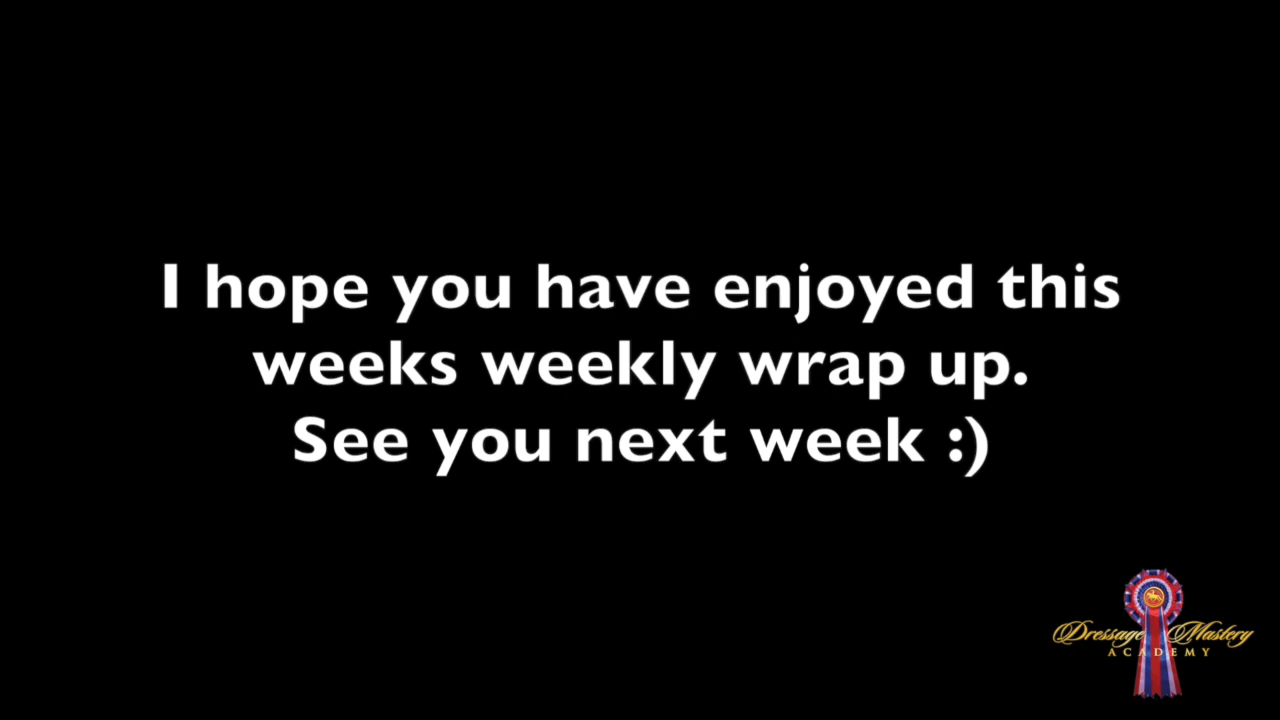 I hope you have enjoyed this
weeks weekly wrap up.
See you next week :)
Dressage Mastery
ACADEMY